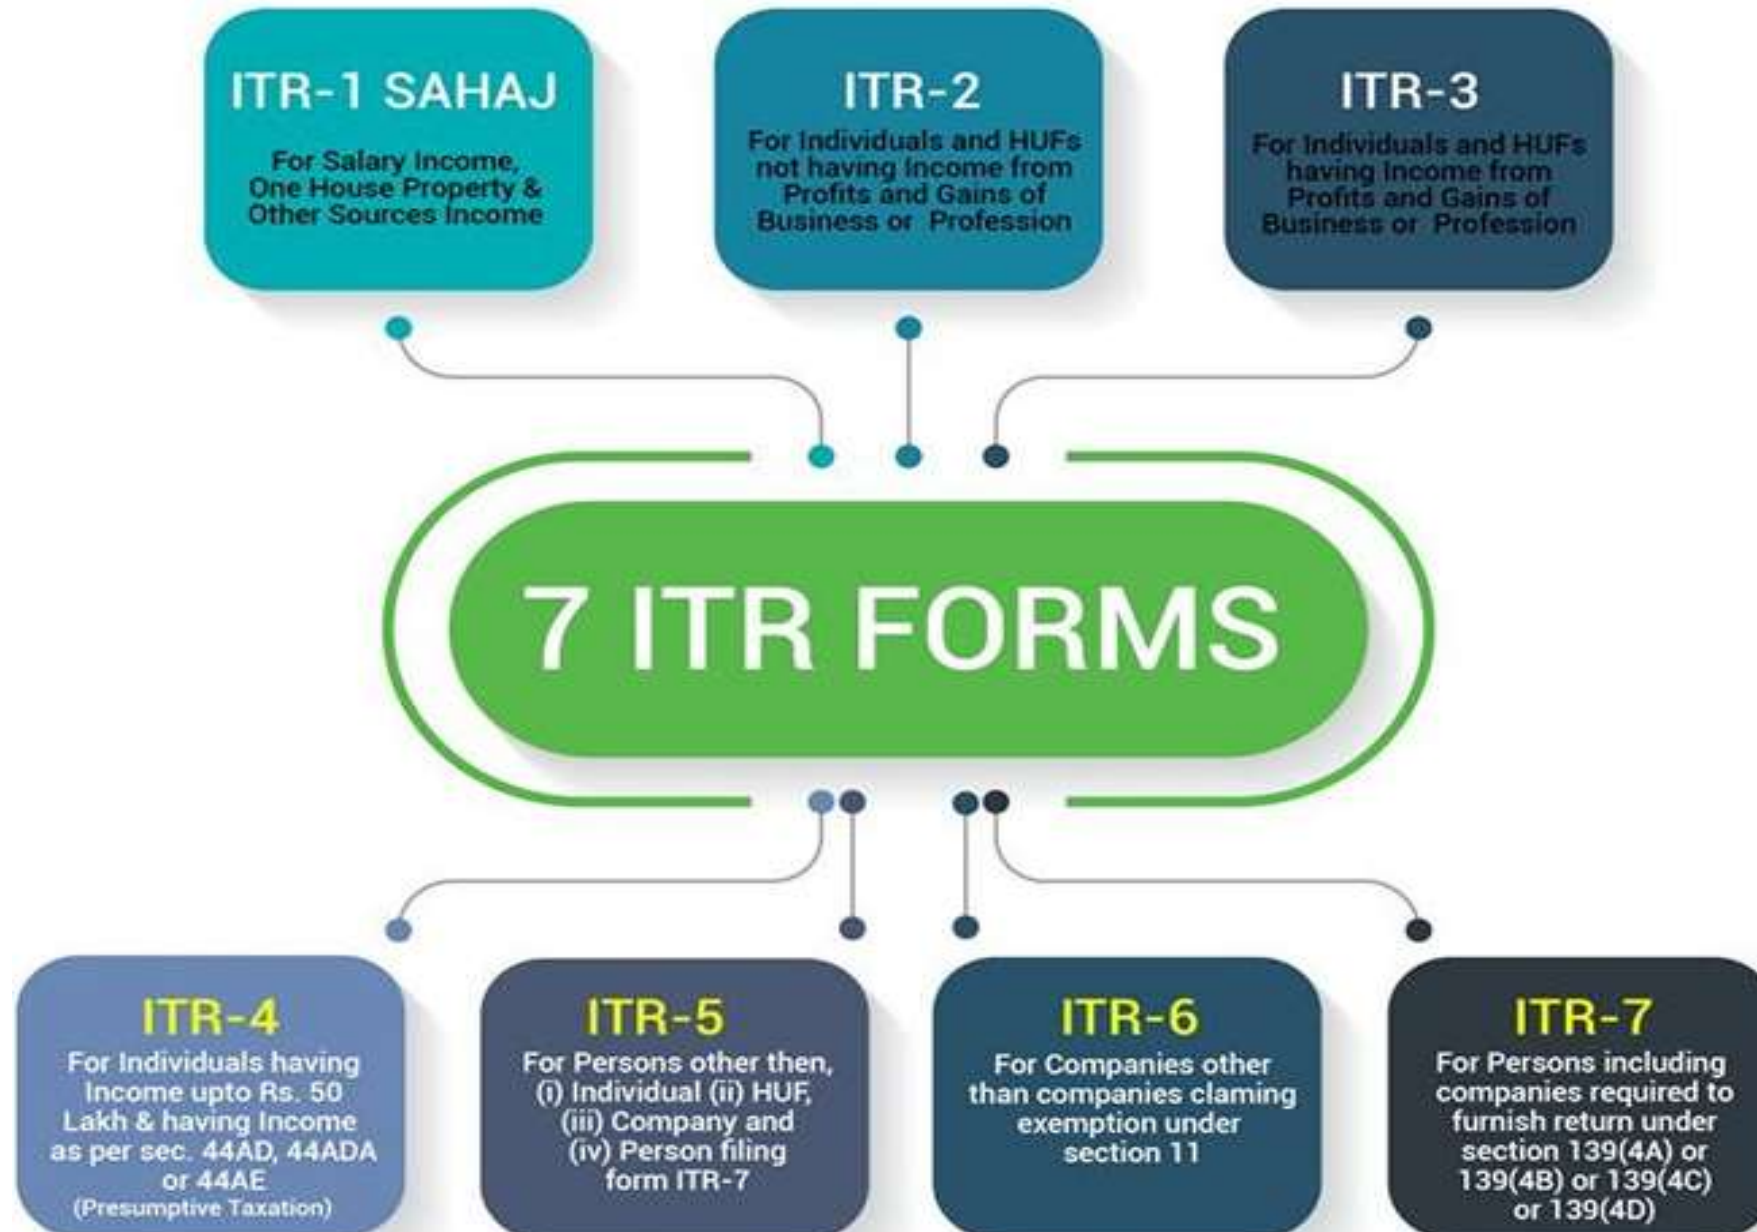 ITR-1 SAHAJ
For Salary Income,
One House Property &
Other Sources Income
ITR-2
For Individuals and HUFs
not having Income from
Profits and Gains of
Business or Profession
ITR-3
For Individuals and HUFs
having Income from
Profits and Gains of
Business or Profession
7 ITR FORMS
ITR-4
For Individuals having
Income upto Rs. 50
Lakh & having Income
as per sec. 44AD, 44ADA
or 44AE
(Presumptive Taxation)
ITR-5
For Persons other then,
(i) Individual (ii) HUF,
(iii) Company and
(iv) Person filing
form ITR-7
ITR-6
For Companies other
than companies claming
exemption under
section 11
ITR-7
For Persons including
companies required to
furnish return under
section 139(4A) or
139(4B) or 139(4C)
or 139(4D)